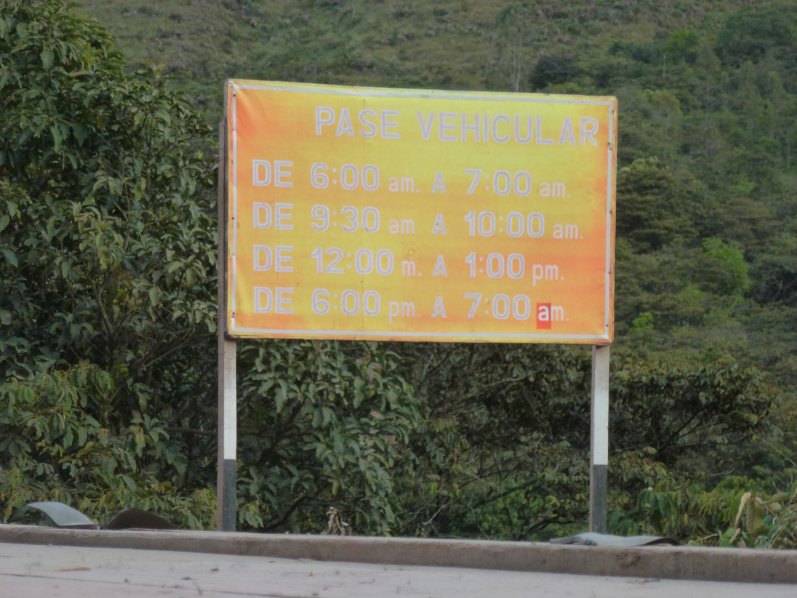 PASE VEHICULAR
DE 6:00 am. A 7:00 am.
DE 9:30 am A 10:00 am.
DE 12:00 m. A 1:00 pm.
DE 6:00 pm. A 7:00 am.